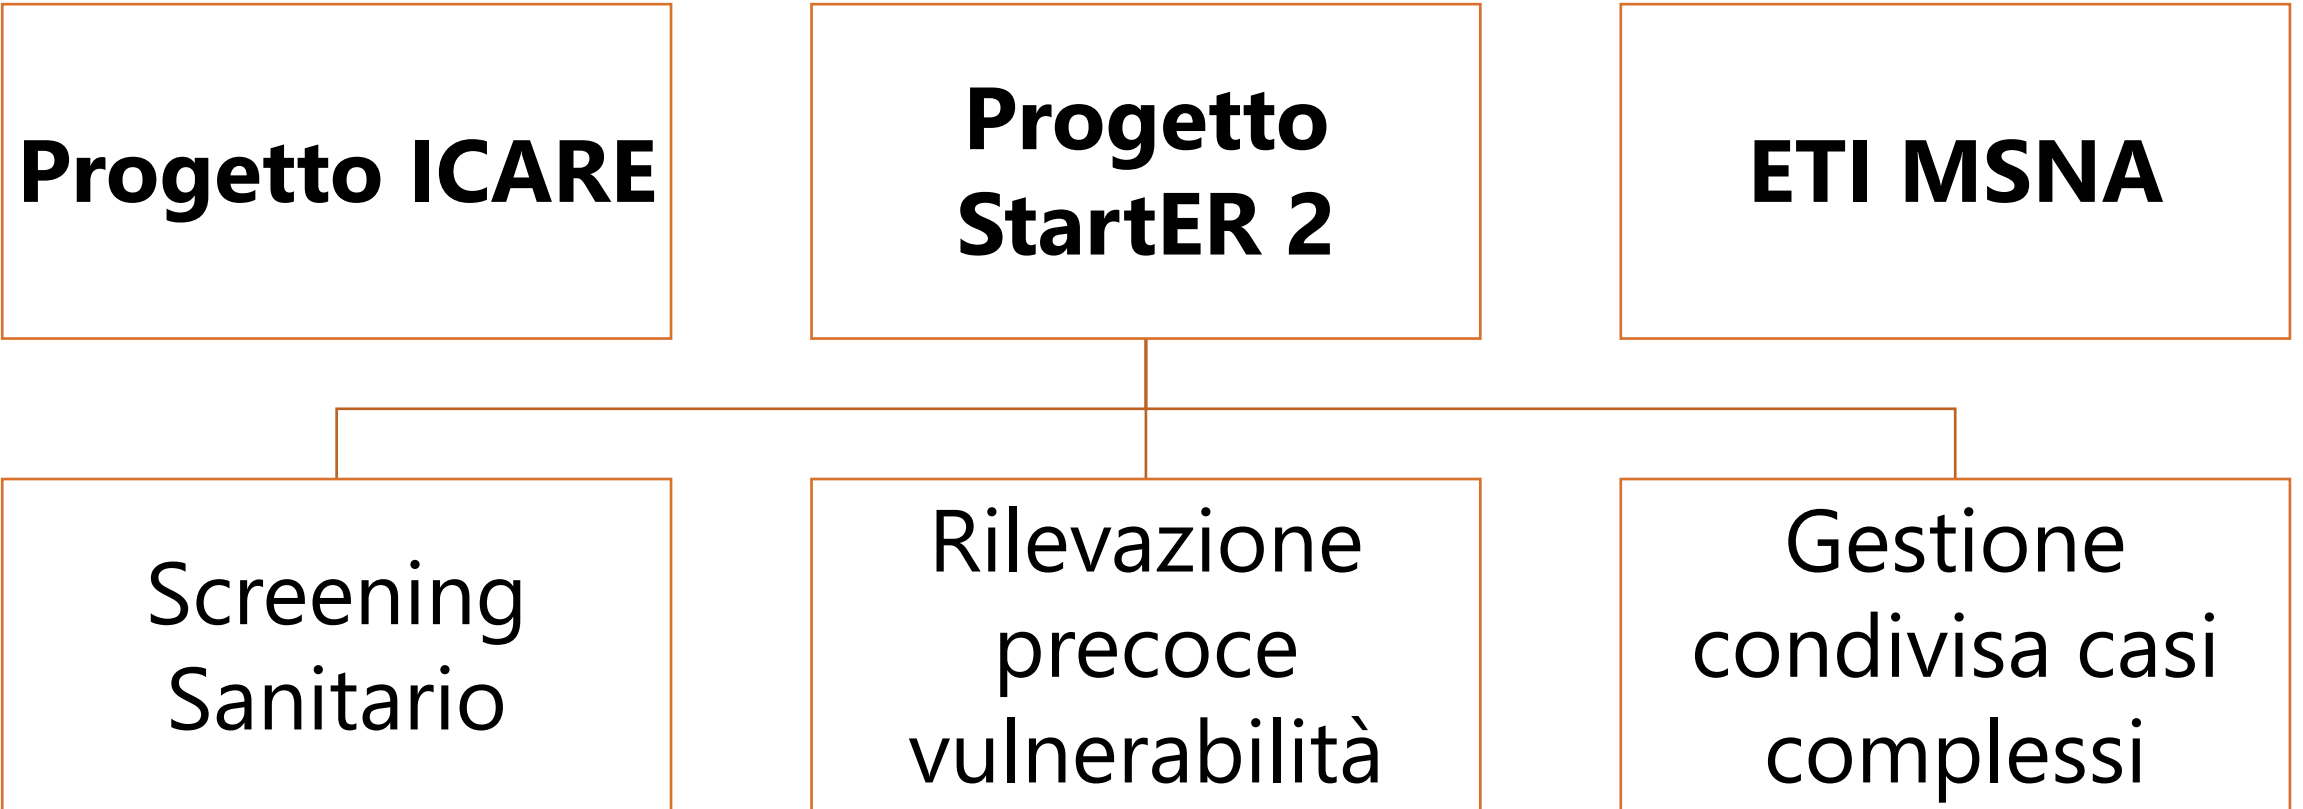 Progetto ICARE
Progetto
StartER 2
ETI MSNA
Screening
Sanitario
Rilevazione
precoce
vulnerabilità
Gestione
condivisa casi
complessi